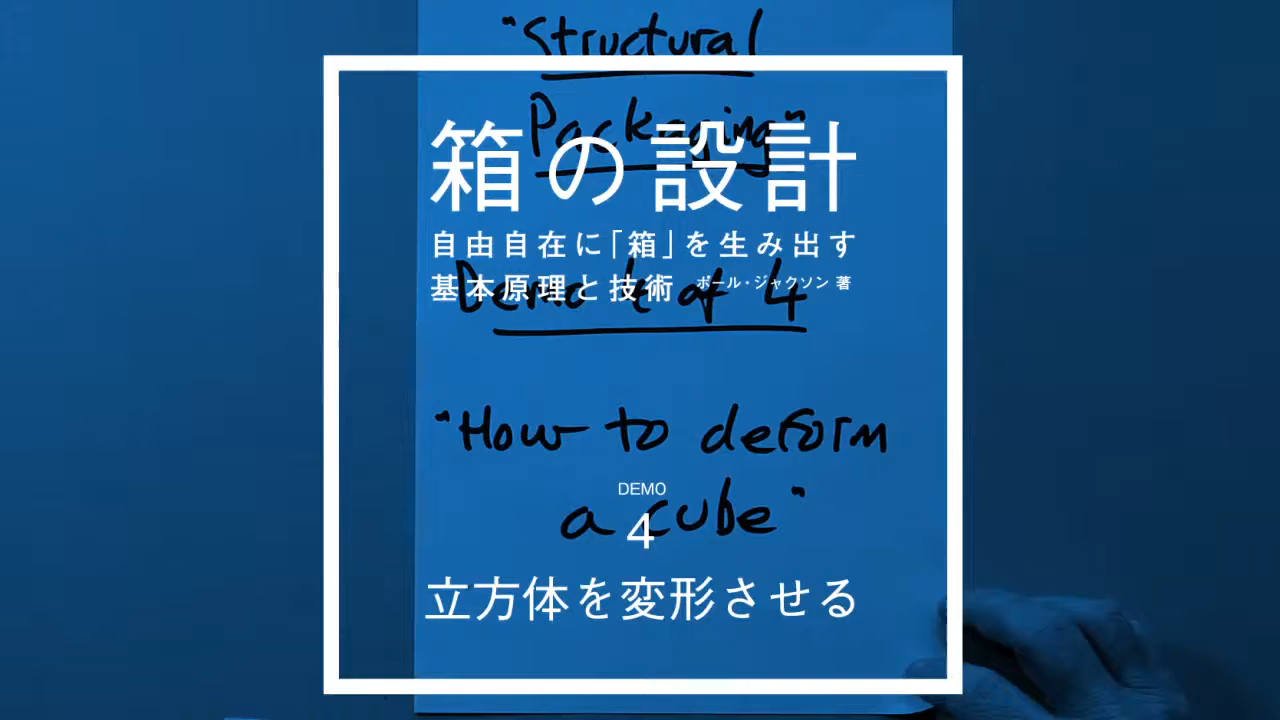 "Structural
Packaging"
箱の設計
自由自在に「箱」を生み出す
基本原理と技術 ポール・ジャクソン 著
Demo 4 of 4
"How to deform
a cube"
DEMO
4
立方体を変形させる